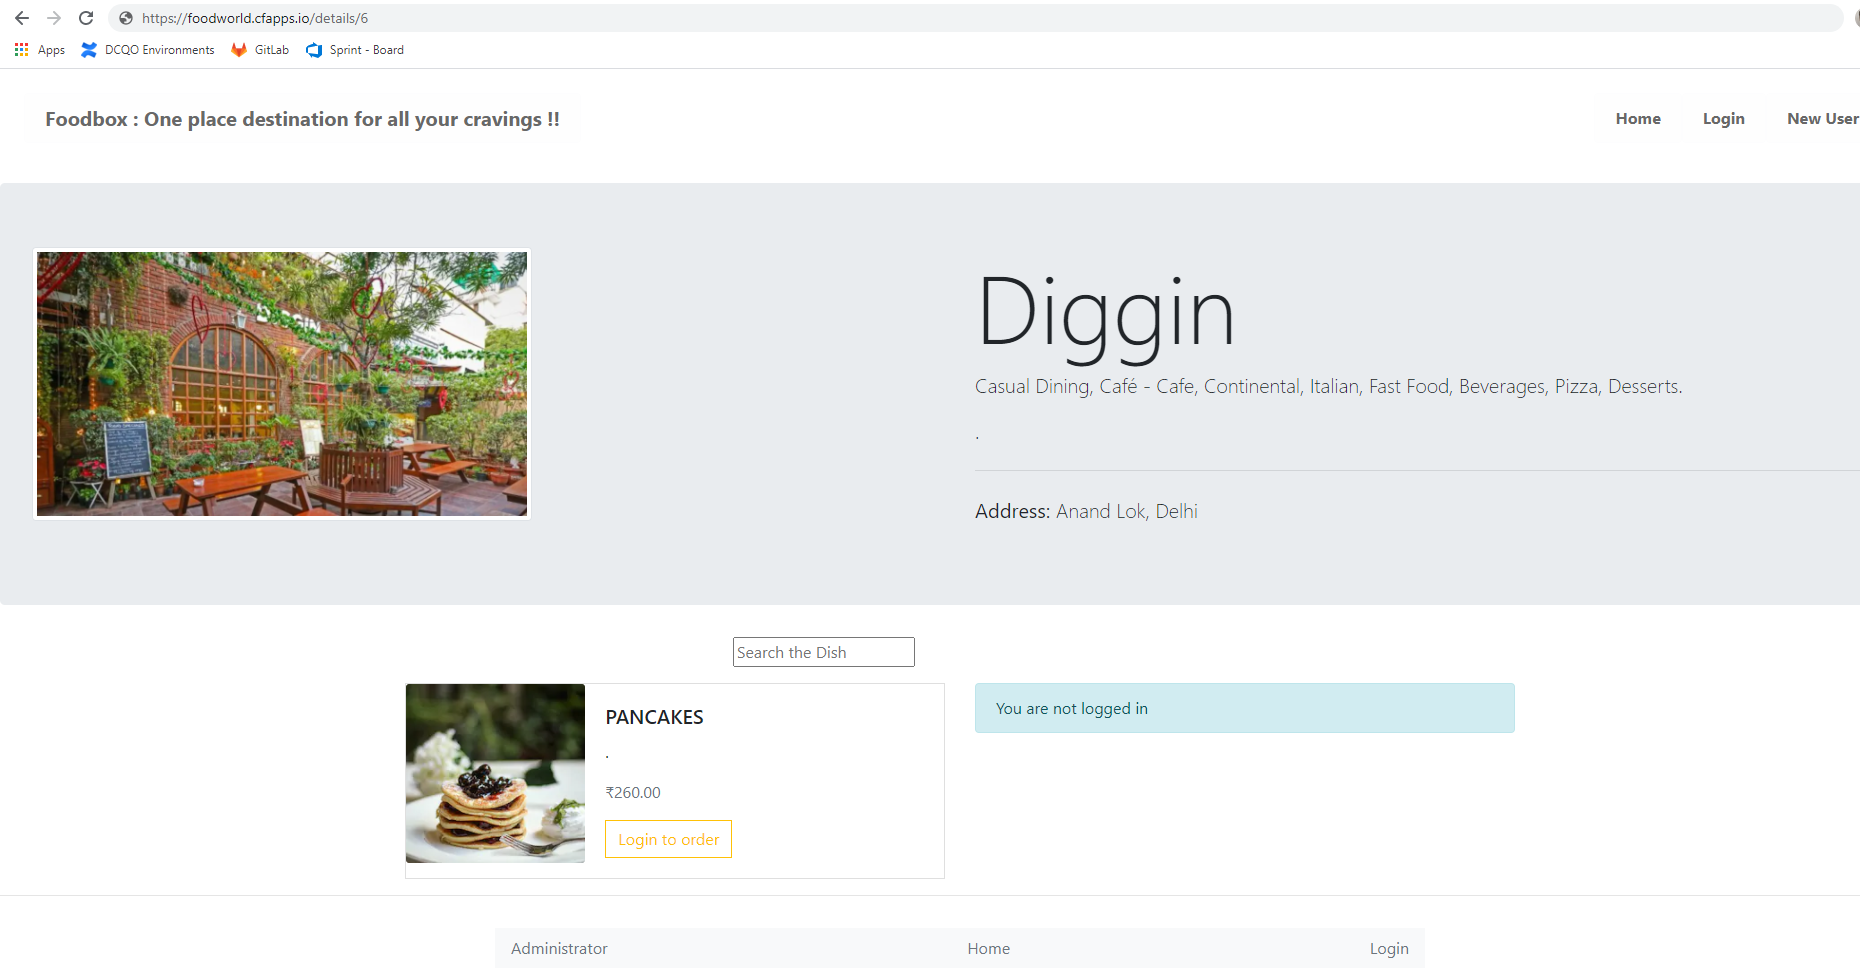 https://foodworld.cfapps.io/details/6
Apps DCQO Environments GitLab Sprint - Board
Foodbox : One place destination for all your cravings !! Home Login New User
Diggin
Casual Dining, Café - Cafe, Continental, Italian, Fast Food, Beverages, Pizza, Desserts.
.
Address: Anand Lok, Delhi
Search the Dish
PANCAKES
.
₹260.00
Login to order
You are not logged in
Administrator Home Login